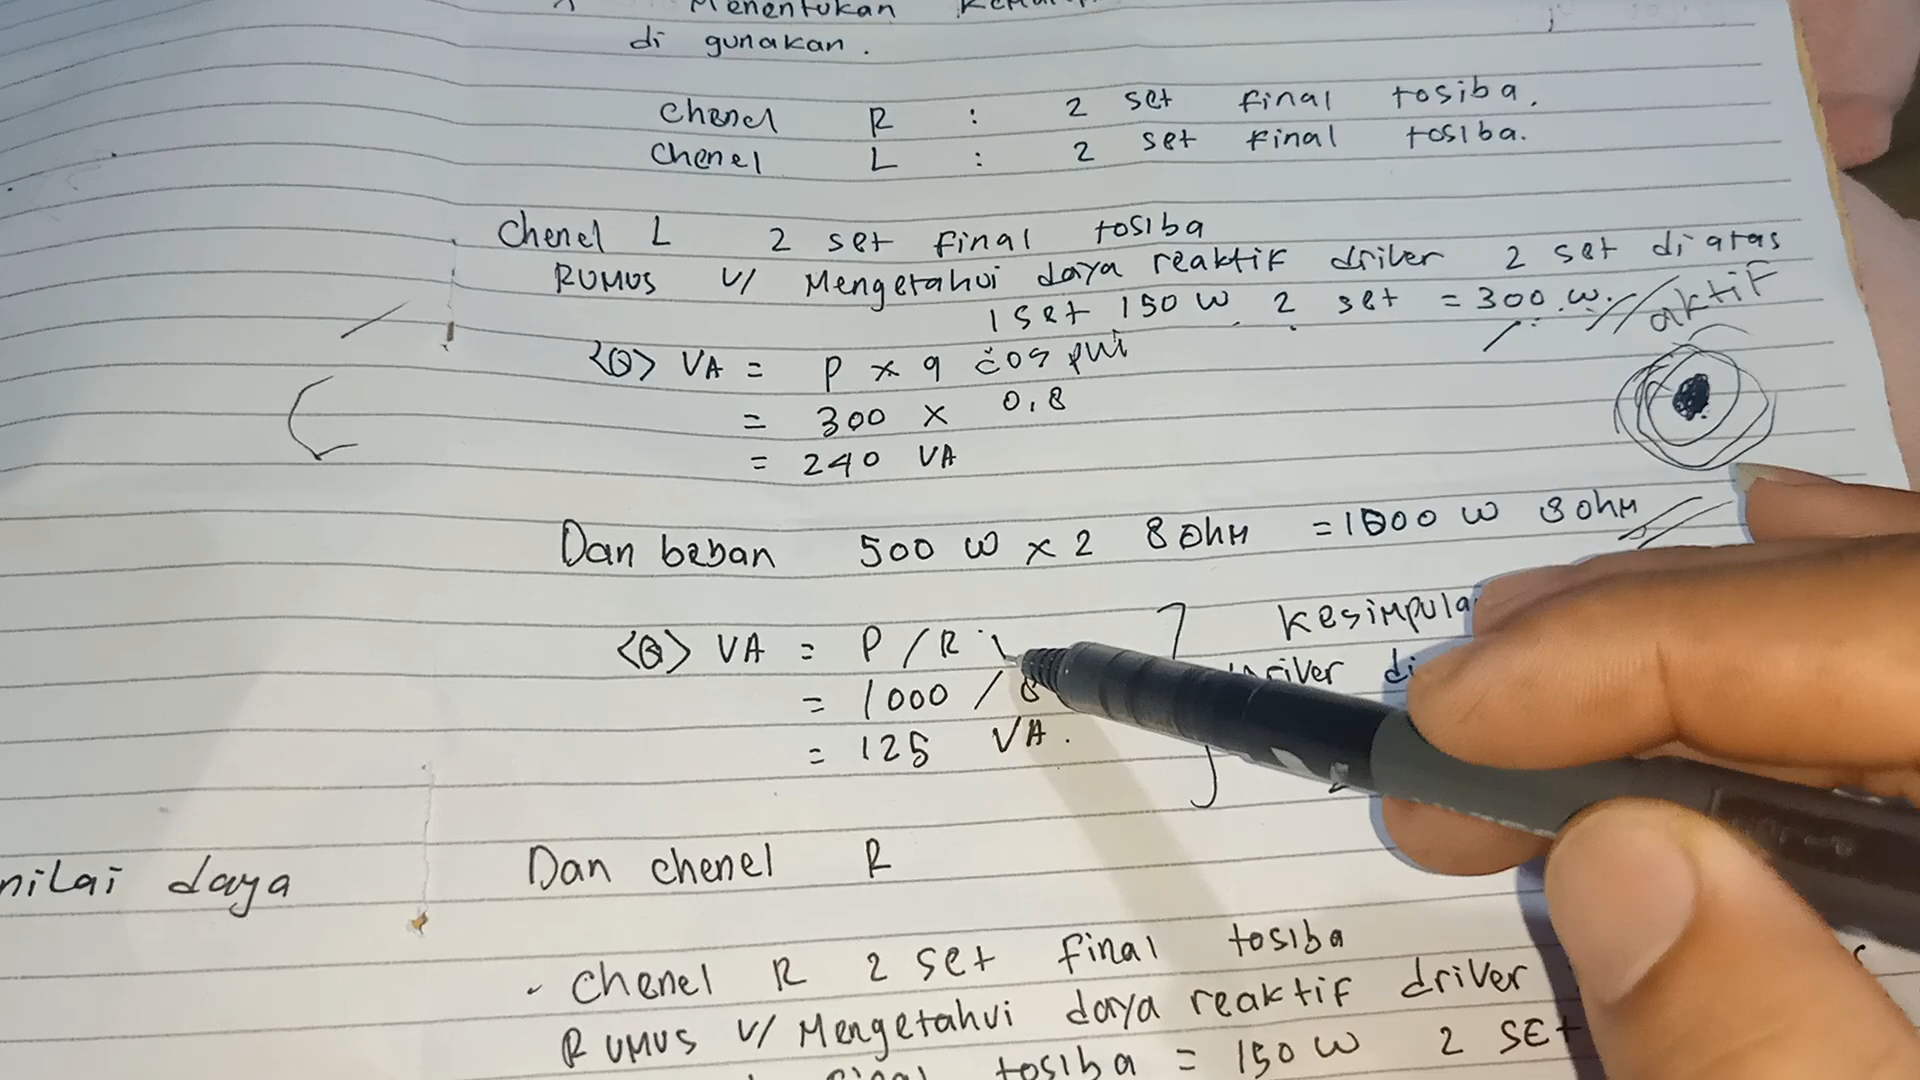 Menentukan
di gunakan.
Chenel R : 2 set final tosiba.
Chenel L : 2 set final tosiba.
Chenel L 2 set final tosiba
RUMUS U/ Mengetahui daya reaktif driver 2 set di atas
1 set 150 W 2 set = 300 W.
aktif
<Q> VA = P x q cos phi
= 300 x 0,8
= 240 VA
Dan beban 500 W x 2 8 OhM = 1000 W 8 ohM
<Q> VA = P / R
= 1000 / 8
= 125 VA.
Kesimpula
driver di
nilai daya
Dan chenel R
- Chenel R 2 set final tosiba
RUMUS U/ Mengetahui daya reaktif driver
final tosiba = 150 W 2 SET